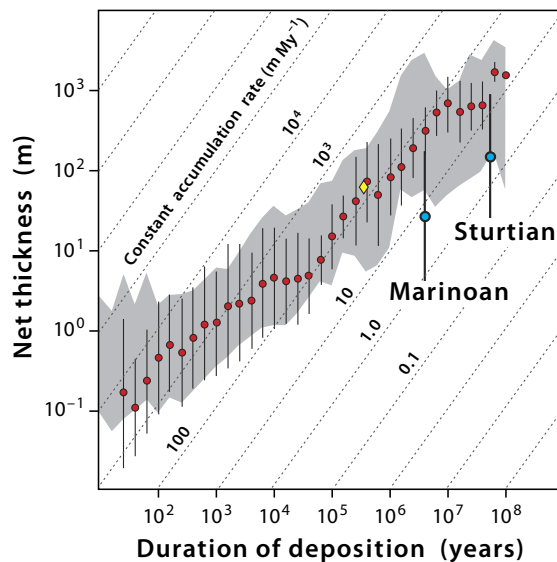 Net thickness (m)
10³
10²
10¹
10⁰
10⁻¹
Constant accumulation rate (m My⁻¹)
10⁴
10³
100
10
1.0
0.1
Sturtian
Marinoan
10² 10³ 10⁴ 10⁵ 10⁶ 10⁷ 10⁸
Duration of deposition (years)